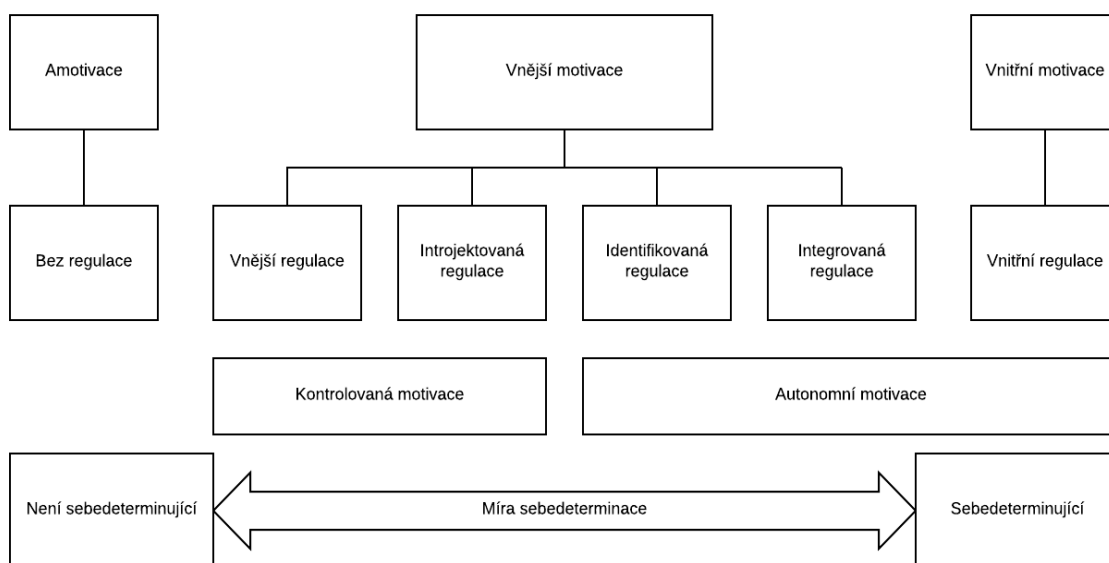 Amotivace
Vnější motivace
Vnitřní motivace
Bez regulace
Vnější regulace
Introjektovaná
regulace
Identifikovaná
regulace
Integrovaná
regulace
Vnitřní regulace
Kontrolovaná motivace
Autonomní motivace
Není sebedeterminující
Míra sebedeterminace
Sebedeterminující